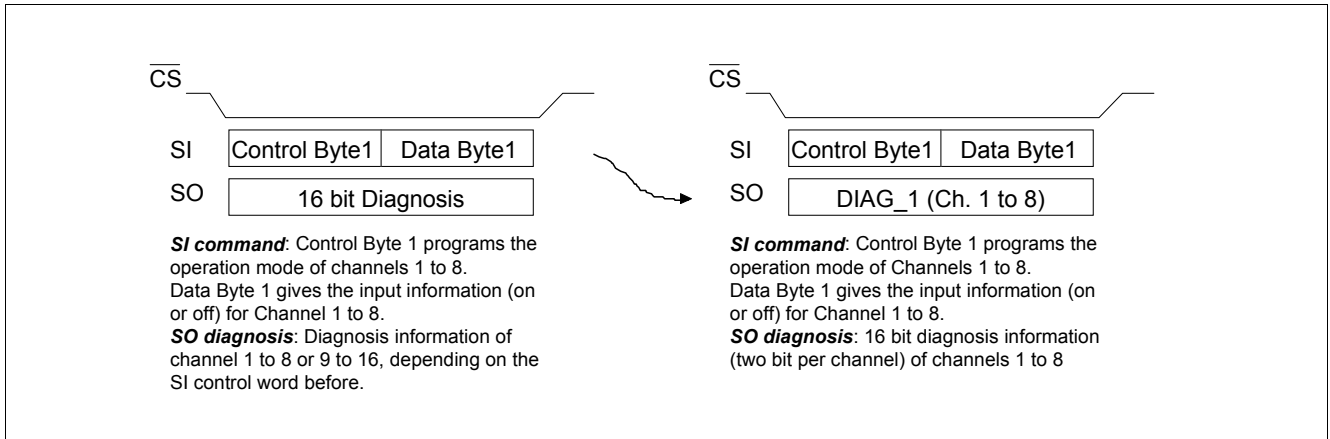 CS
SI Control Byte1 Data Byte1
SO 16 bit Diagnosis
SI command: Control Byte 1 programs the
operation mode of channels 1 to 8.
Data Byte 1 gives the input information (on
or off) for Channel 1 to 8.
SO diagnosis: Diagnosis information of
channel 1 to 8 or 9 to 16, depending on the
SI control word before.
CS
SI Control Byte1 Data Byte1
SO DIAG_1 (Ch. 1 to 8)
SI command: Control Byte 1 programs the
operation mode of Channels 1 to 8.
Data Byte 1 gives the input information (on
or off) for Channel 1 to 8.
SO diagnosis: 16 bit diagnosis information
(two bit per channel) of channels 1 to 8